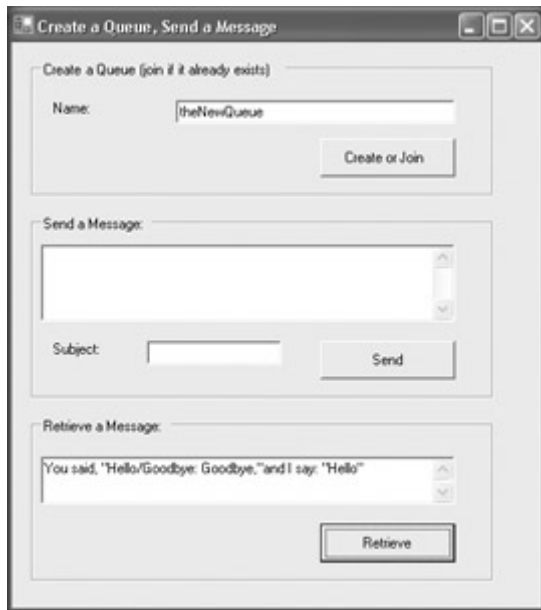 Create a Queue, Send a Message
Create a Queue (join if it already exists)
Name:
theNewQueue
Create or Join
Send a Message:
Subject:
Send
Retrieve a Message:
You said, "Hello/Goodbye: Goodbye,"and I say: "Hello"
Retrieve